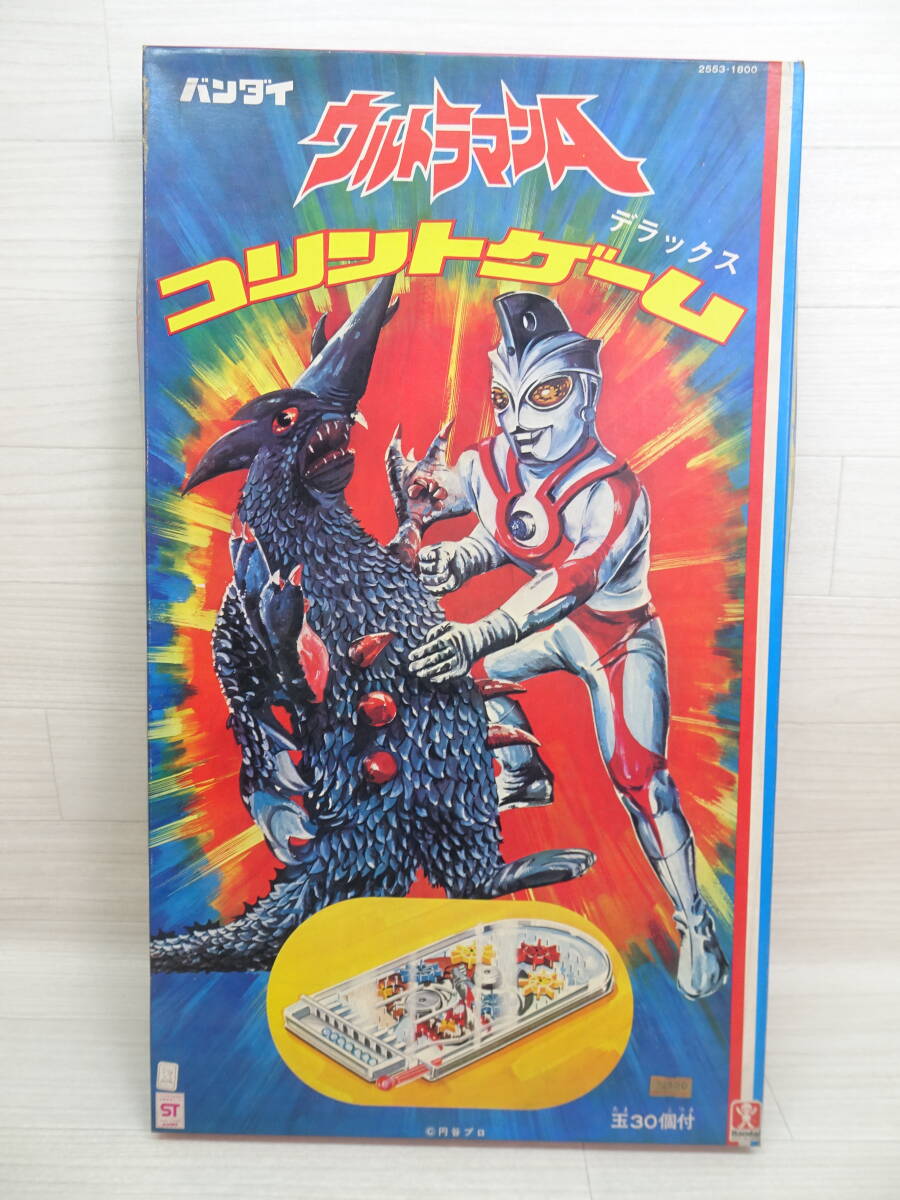 バンダイ
2553-1800
ウルトラマンA
デラックス
コリントゲーム
ST
©円谷プロ
玉30個付
Bandai